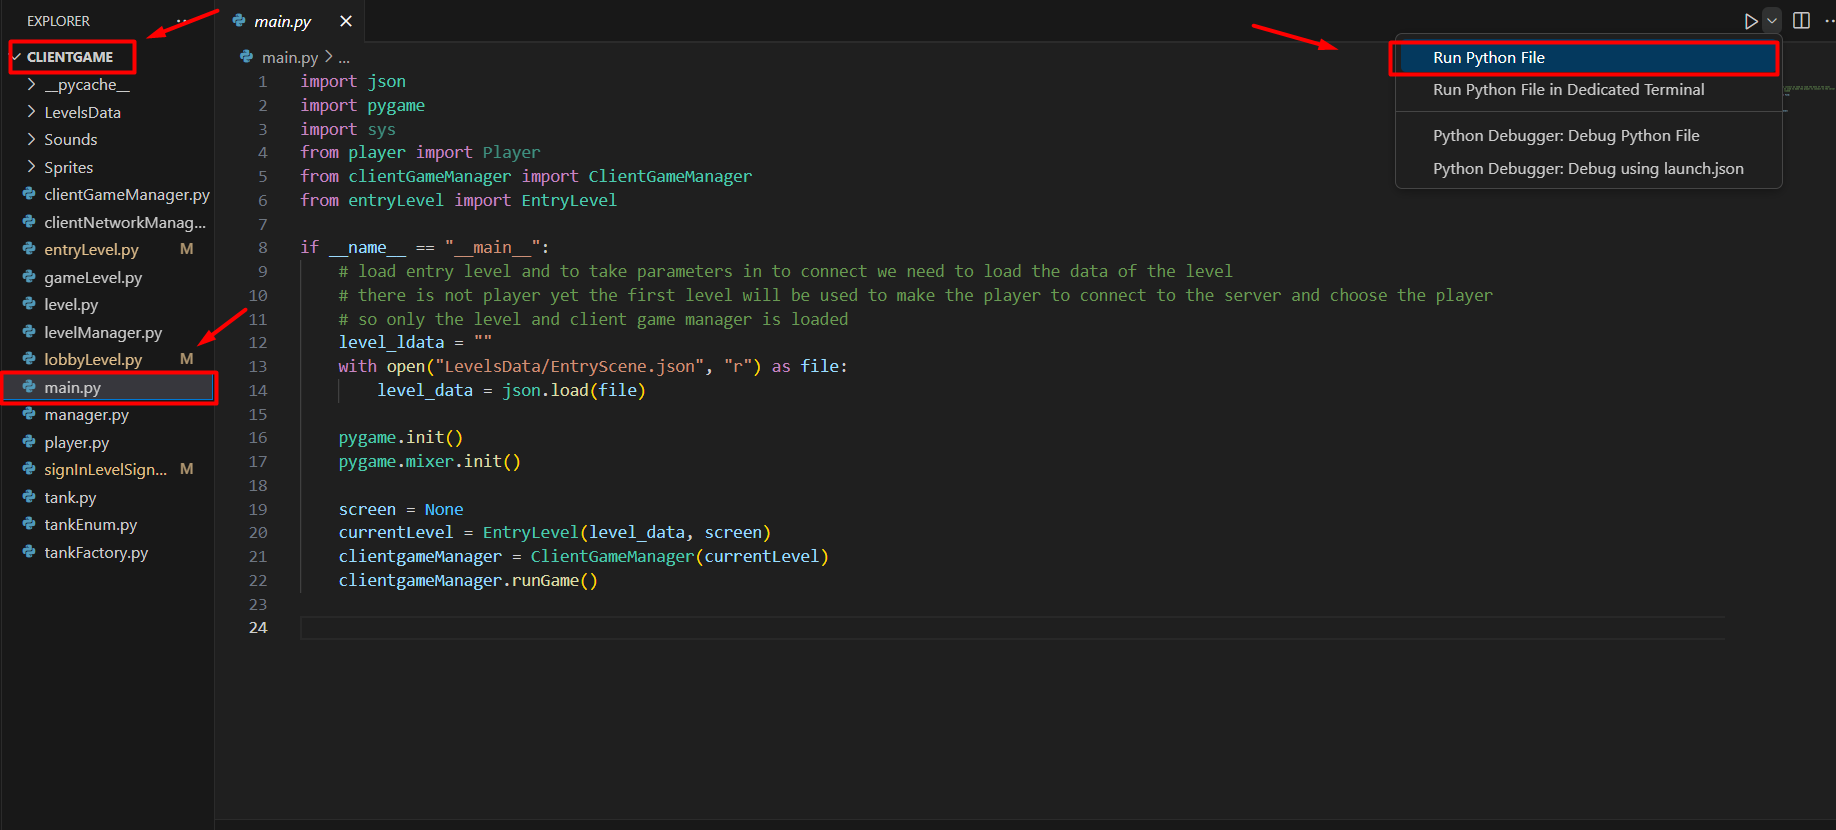 EXPLORER
CLIENTGAME
__pycache__
LevelsData
Sounds
Sprites
clientGameManager.py
clientNetworkManag...
entryLevel.py M
gameLevel.py
level.py
levelManager.py
lobbyLevel.py M
main.py
manager.py
player.py
signInLevelSign... M
tank.py
tankEnum.py
tankFactory.py
main.py
main.py > ...
1 import json
2 import pygame
3 import sys
4 from player import Player
5 from clientGameManager import ClientGameManager
6 from entryLevel import EntryLevel
7
8 if __name__ == "__main__":
9 # load entry level and to take parameters in to connect we need to load the data of the level
10 # there is not player yet the first level will be used to make the player to connect to the server and choose the player
11 # so only the level and client game manager is loaded
12 level_ldata = ""
13 with open("LevelsData/EntryScene.json", "r") as file:
14 level_data = json.load(file)
15
16 pygame.init()
17 pygame.mixer.init()
18
19 screen = None
20 currentLevel = EntryLevel(level_data, screen)
21 clientgameManager = ClientGameManager(currentLevel)
22 clientgameManager.runGame()
23
24
Run Python File
Run Python File in Dedicated Terminal
Python Debugger: Debug Python File
Python Debugger: Debug using launch.json